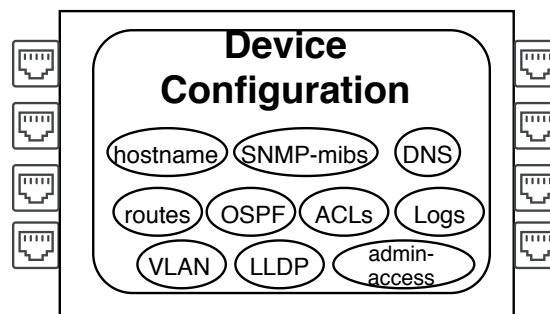 Device
Configuration
hostname SNMP-mibs DNS
routes OSPF ACLs Logs
VLAN LLDP admin-
access